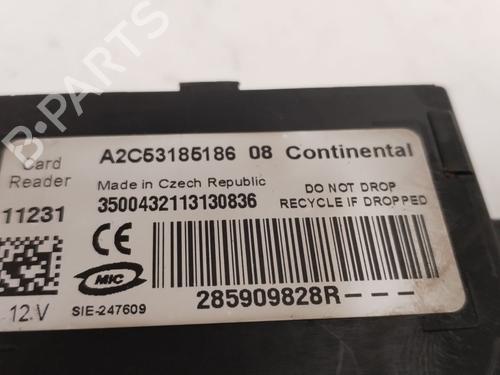 B-PARTS
A2C53185186 08 Continental
Card
Reader
Made in Czech Republic
3500432113130836
DO NOT DROP
RECYCLE IF DROPPED
11231
CE
MIC
12 V
SIE-247609
285909828R---